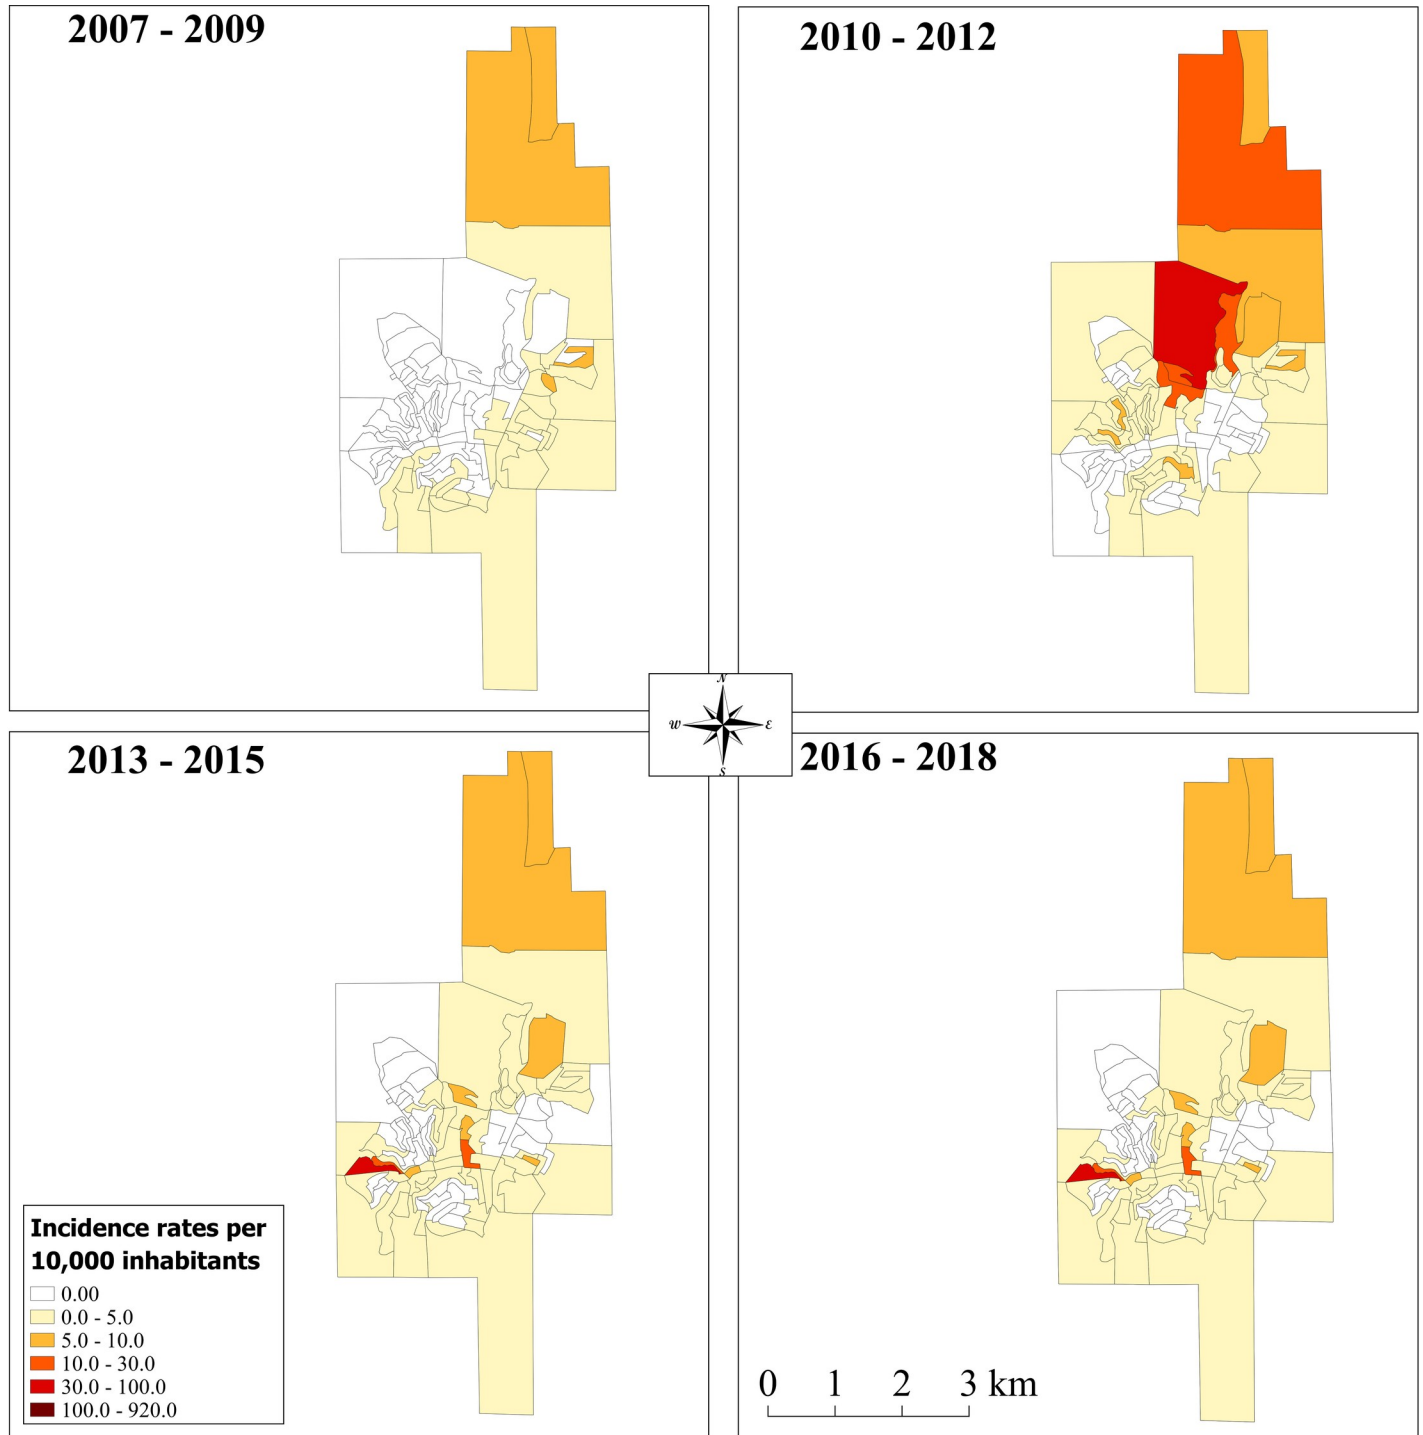 2007 - 2009
2010 - 2012
N
W
E
S
2013 - 2015
2016 - 2018
Incidence rates per
10,000 inhabitants
0.00
0.0 - 5.0
5.0 - 10.0
10.0 - 30.0
30.0 - 100.0
100.0 - 920.0
0 1 2 3 km